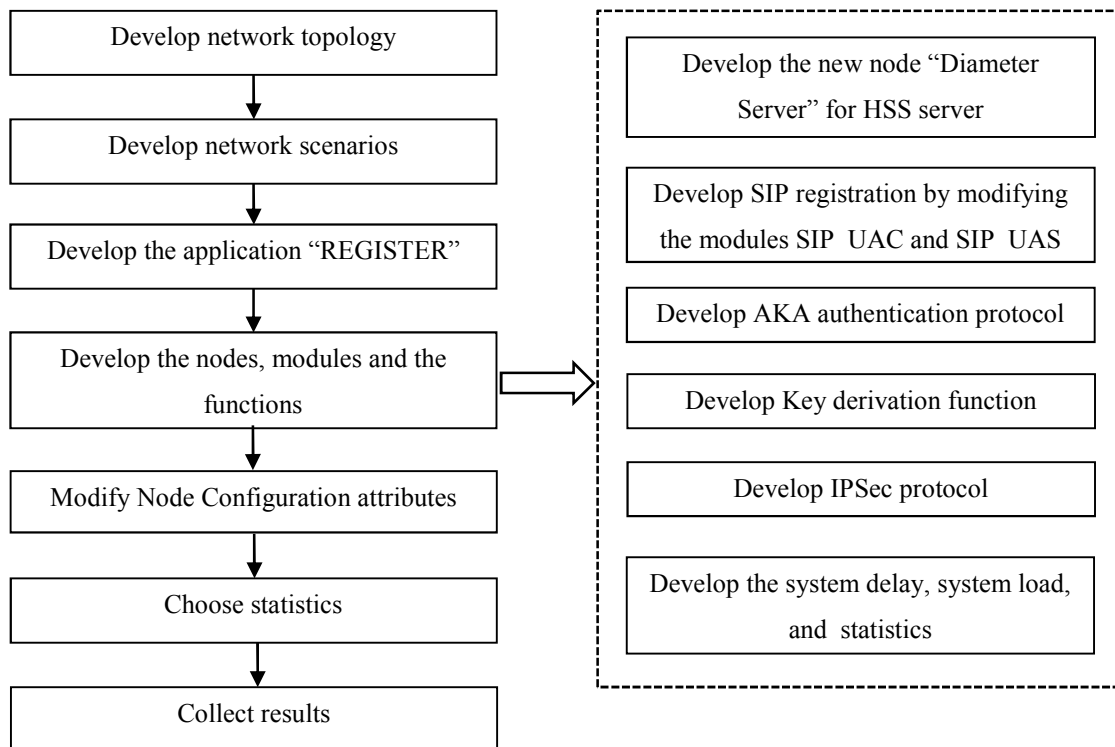 Develop network topology
Develop network scenarios
Develop the application “REGISTER”
Develop the nodes, modules and the
functions
Modify Node Configuration attributes
Choose statistics
Collect results
Develop the new node “Diameter
Server” for HSS server
Develop SIP registration by modifying
the modules SIP UAC and SIP UAS
Develop AKA authentication protocol
Develop Key derivation function
Develop IPSec protocol
Develop the system delay, system load,
and statistics